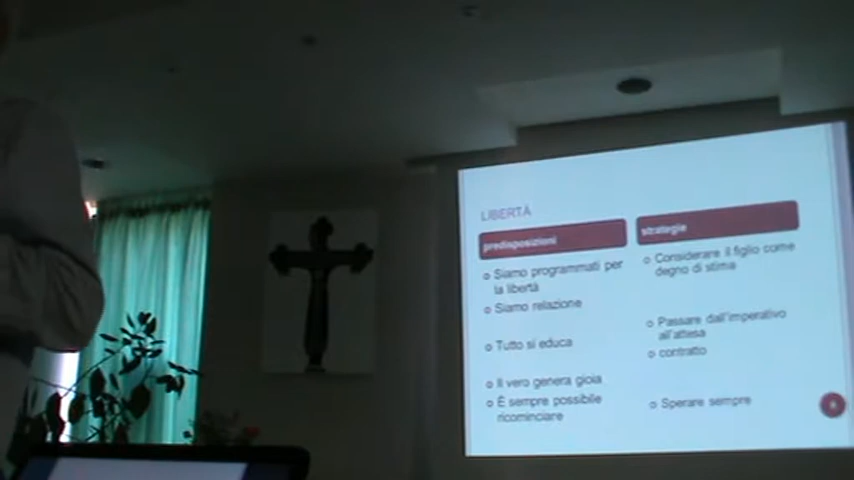 LIBERTÀ
predisposizioni
Siamo programmati per
la libertà
Siamo relazione
Tutto si educa
Il vero genera gioia
È sempre possibile
ricominciare
strategie
Considerare il figlio come
degno di stima
Passare dall'imperativo
all'attesa
contratto
Sperare sempre